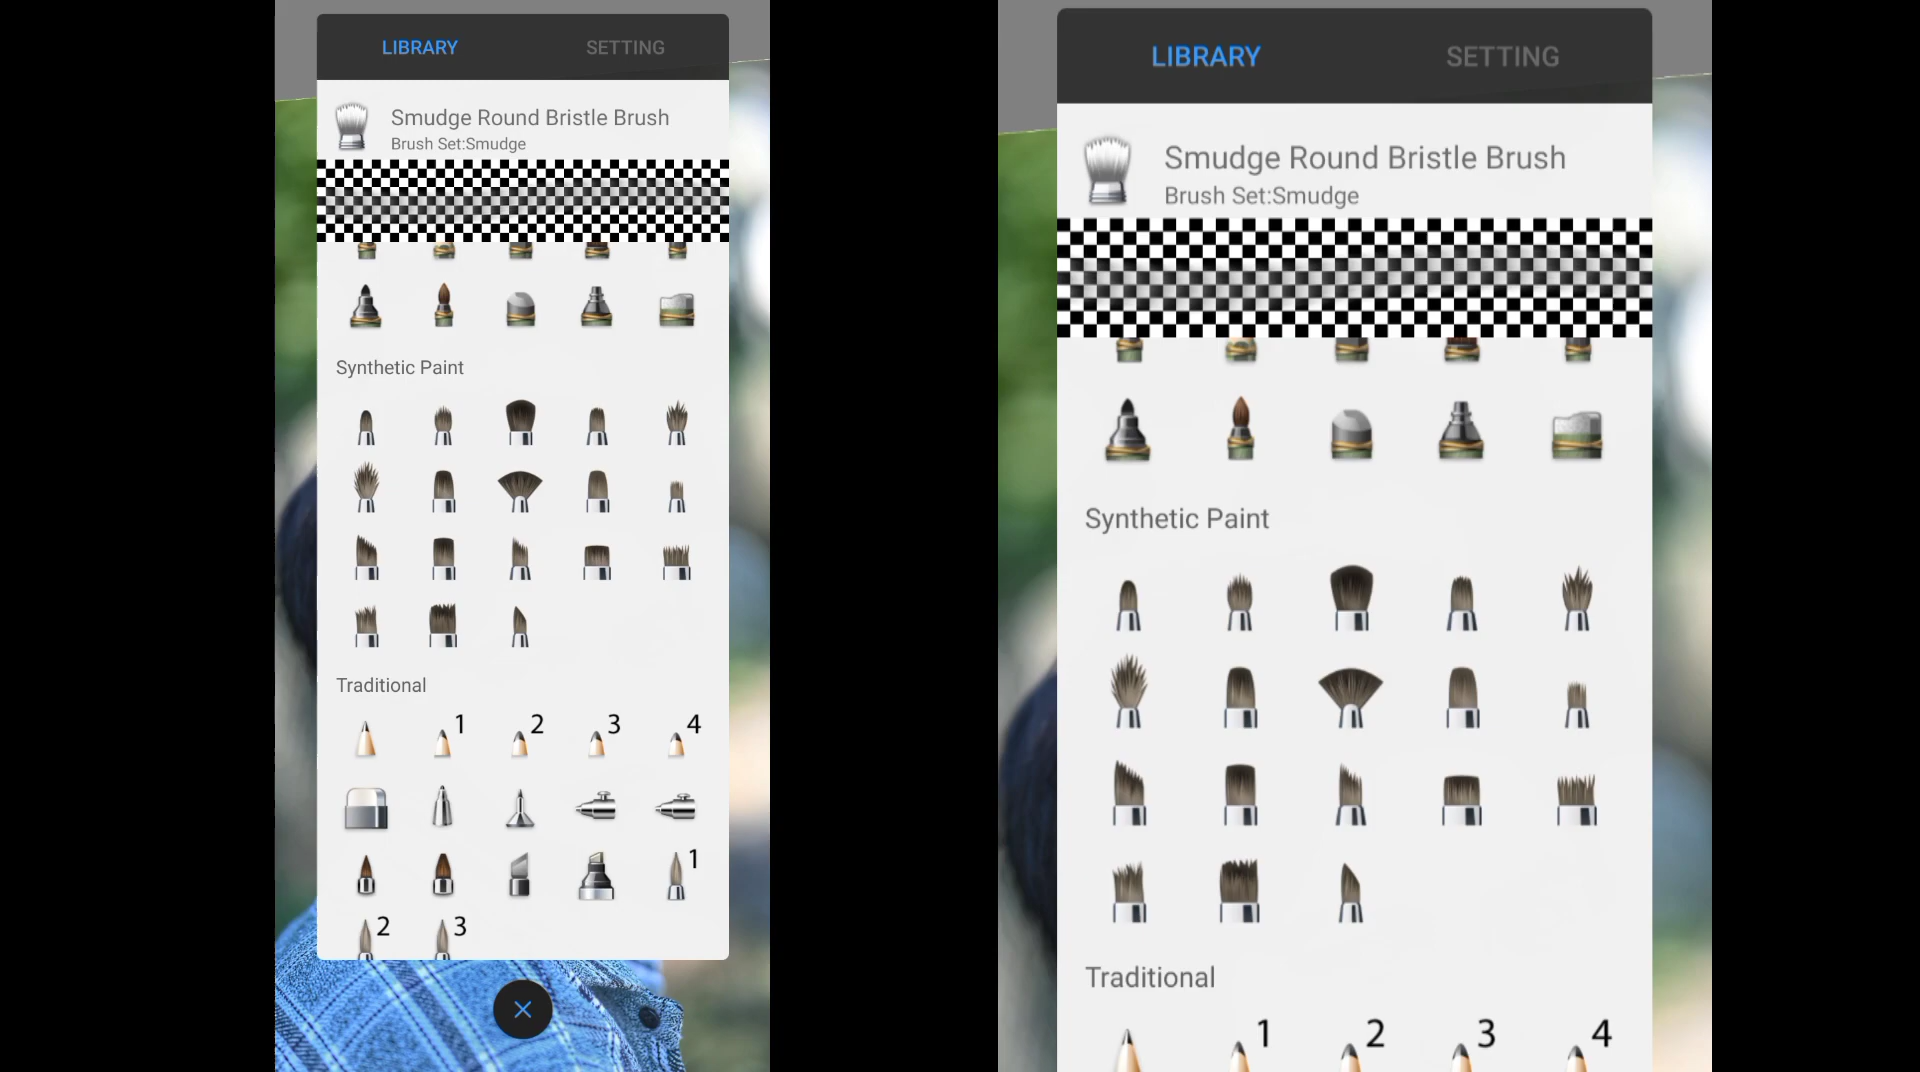 LIBRARY SETTING
Smudge Round Bristle Brush
Brush Set:Smudge
Synthetic Paint
Traditional
1 2 3 4
1
2 3
LIBRARY SETTING
Smudge Round Bristle Brush
Brush Set:Smudge
Synthetic Paint
Traditional
1 2 3 4